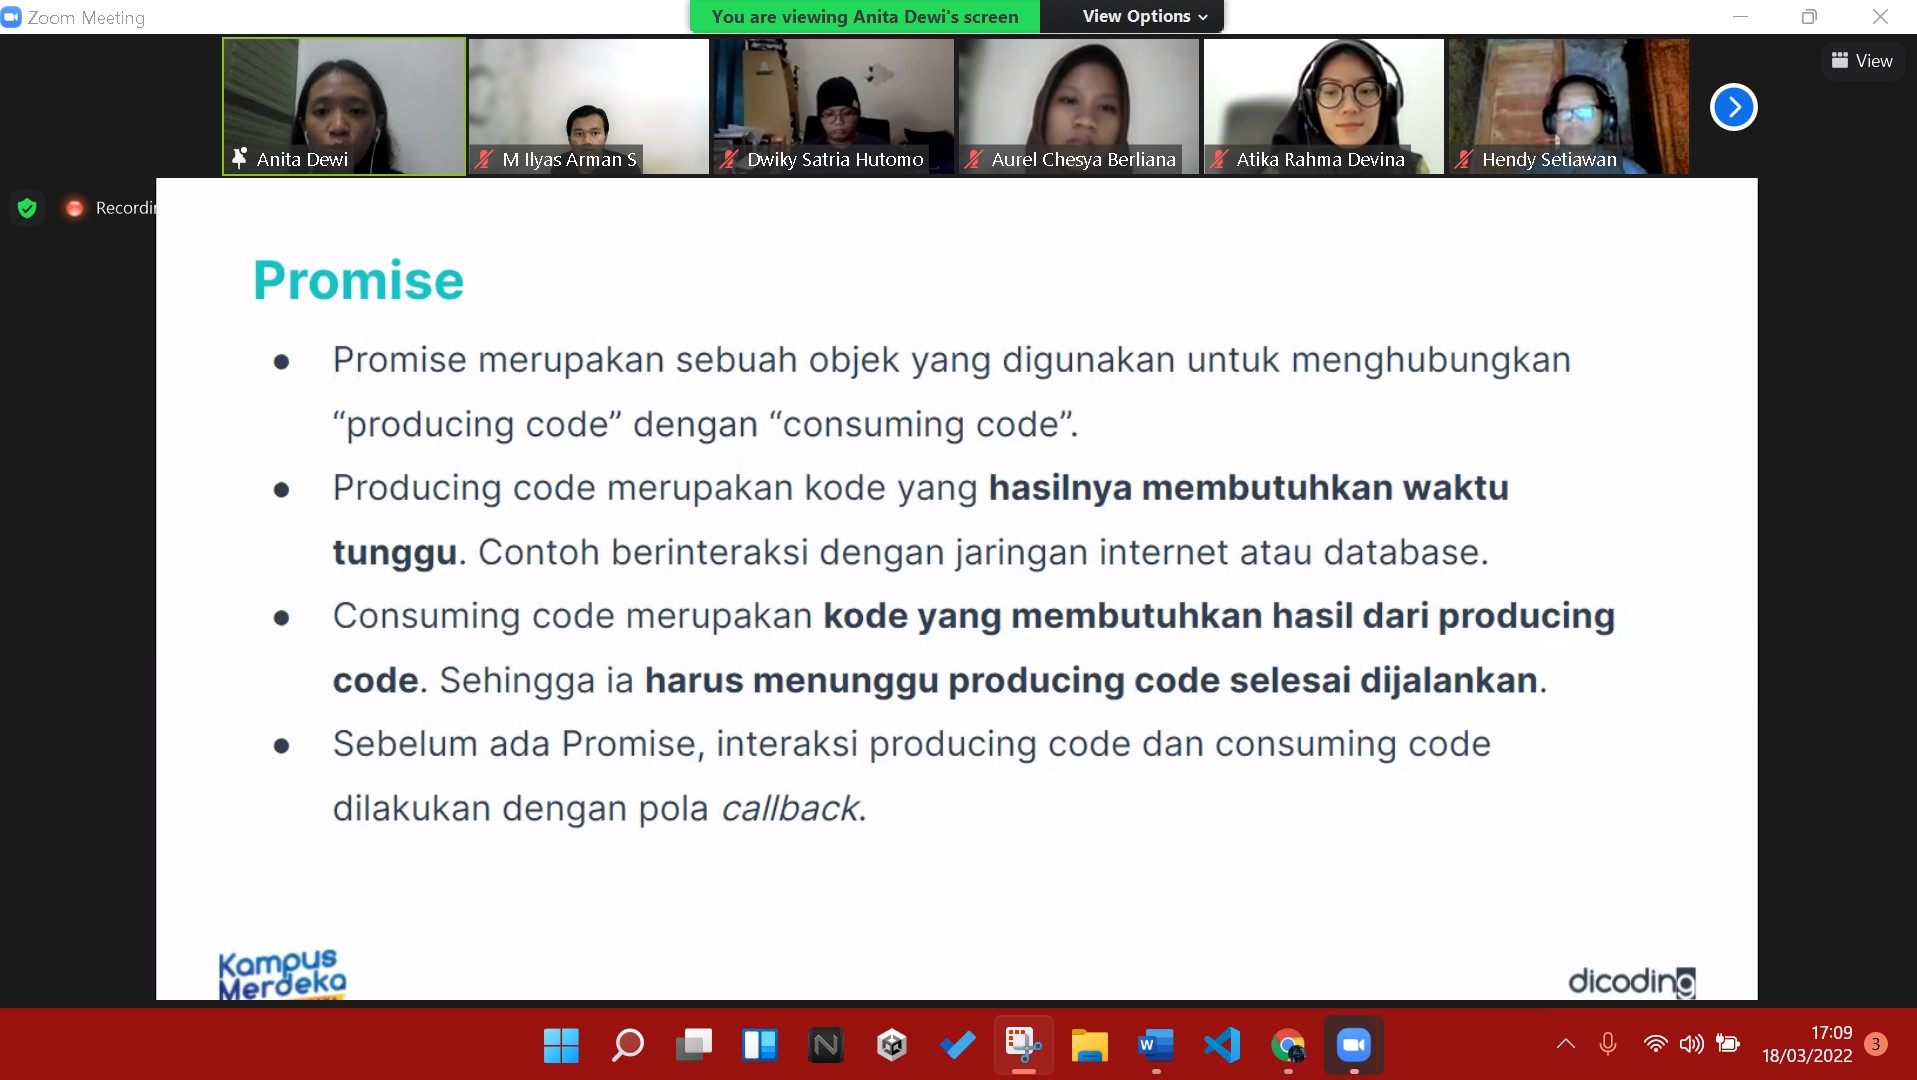 Zoom Meeting
You are viewing Anita Dewi's screen
View Options
View
Anita Dewi
M Ilyas Arman S
Dwiky Satria Hutomo
Aurel Chesya Berliana
Atika Rahma Devina
Hendy Setiawan
Recordin
Promise
● Promise merupakan sebuah objek yang digunakan untuk menghubungkan
“producing code” dengan “consuming code”.
● Producing code merupakan kode yang hasilnya membutuhkan waktu
tunggu. Contoh berinteraksi dengan jaringan internet atau database.
● Consuming code merupakan kode yang membutuhkan hasil dari producing
code. Sehingga ia harus menunggu producing code selesai dijalankan.
● Sebelum ada Promise, interaksi producing code dan consuming code
dilakukan dengan pola callback.
Kampus
Merdeka
dicoding
N
W
17:09
18/03/2022
3